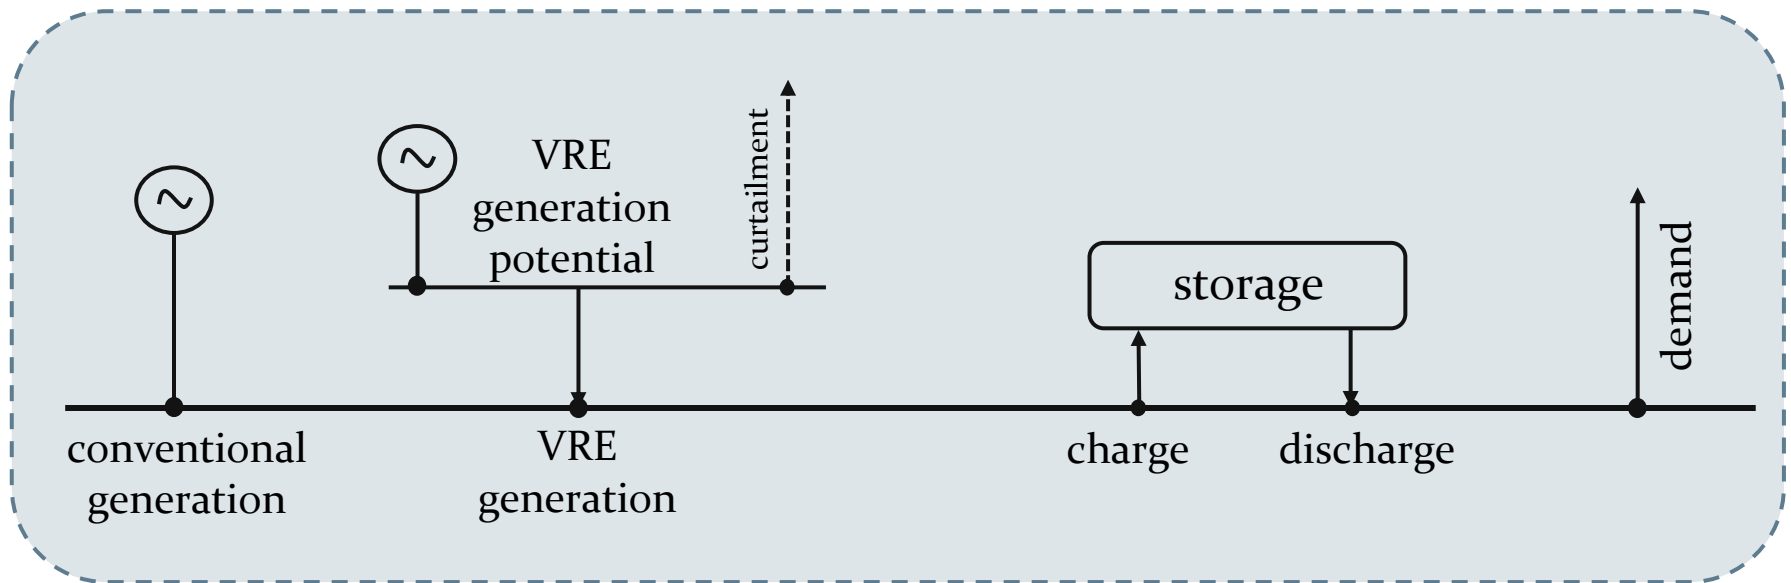 VRE
generation
potential
curtailment
storage
demand
conventional
generation
VRE
generation
charge
discharge